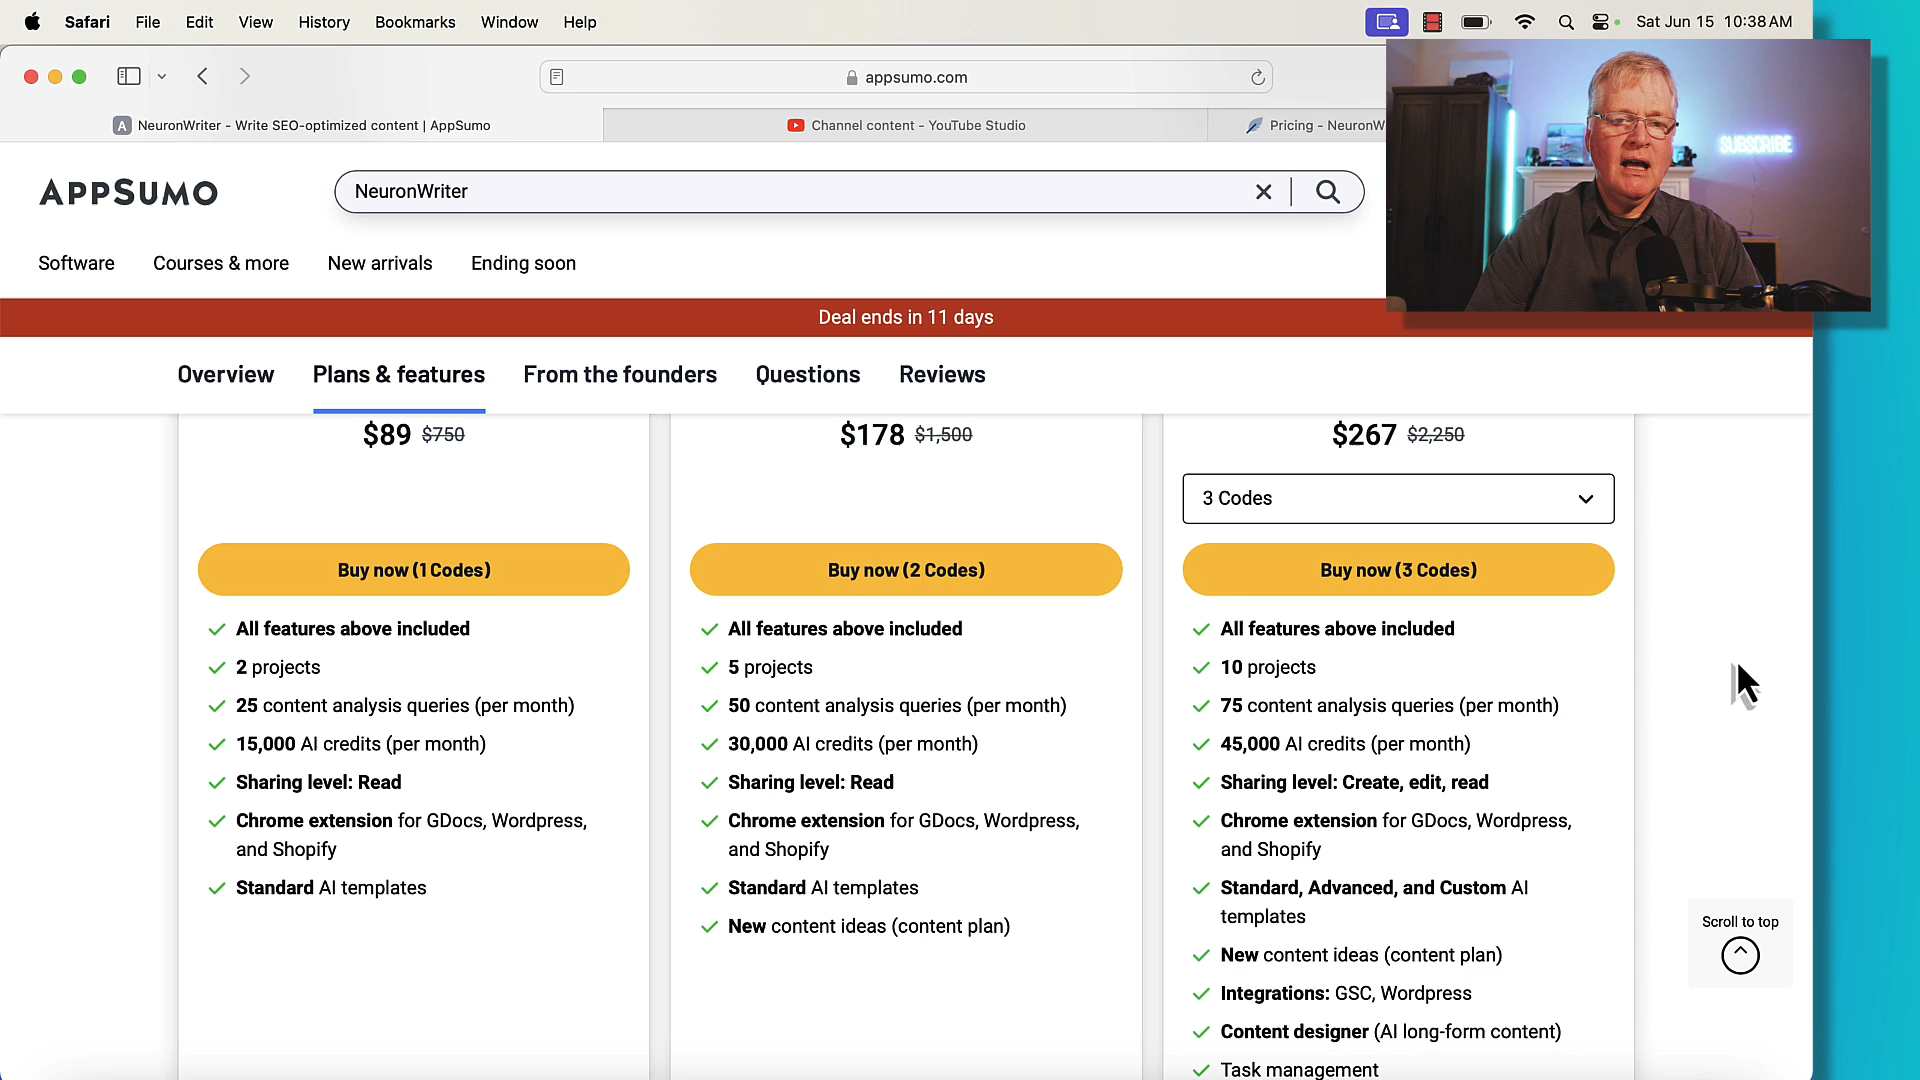 Safari File Edit View History Bookmarks Window Help
Sat Jun 15 10:38 AM
appsumo.com
A NeuronWriter - Write SEO-optimized content | AppSumo
Channel content - YouTube Studio
Pricing - NeuronW
APPSUMO
NeuronWriter
SUBSCRIBE
Software Courses & more New arrivals Ending soon
Deal ends in 11 days
Overview Plans & features From the founders Questions Reviews
$89 $750
Buy now (1 Codes)
All features above included
2 projects
25 content analysis queries (per month)
15,000 AI credits (per month)
Sharing level: Read
Chrome extension for GDocs, Wordpress,
and Shopify
Standard AI templates
$178 $1,500
Buy now (2 Codes)
All features above included
5 projects
50 content analysis queries (per month)
30,000 AI credits (per month)
Sharing level: Read
Chrome extension for GDocs, Wordpress,
and Shopify
Standard AI templates
New content ideas (content plan)
$267 $2,250
3 Codes
Buy now (3 Codes)
All features above included
10 projects
75 content analysis queries (per month)
45,000 AI credits (per month)
Sharing level: Create, edit, read
Chrome extension for GDocs, Wordpress,
and Shopify
Standard, Advanced, and Custom AI
templates
New content ideas (content plan)
Integrations: GSC, Wordpress
Content designer (AI long-form content)
Task management
Scroll to top